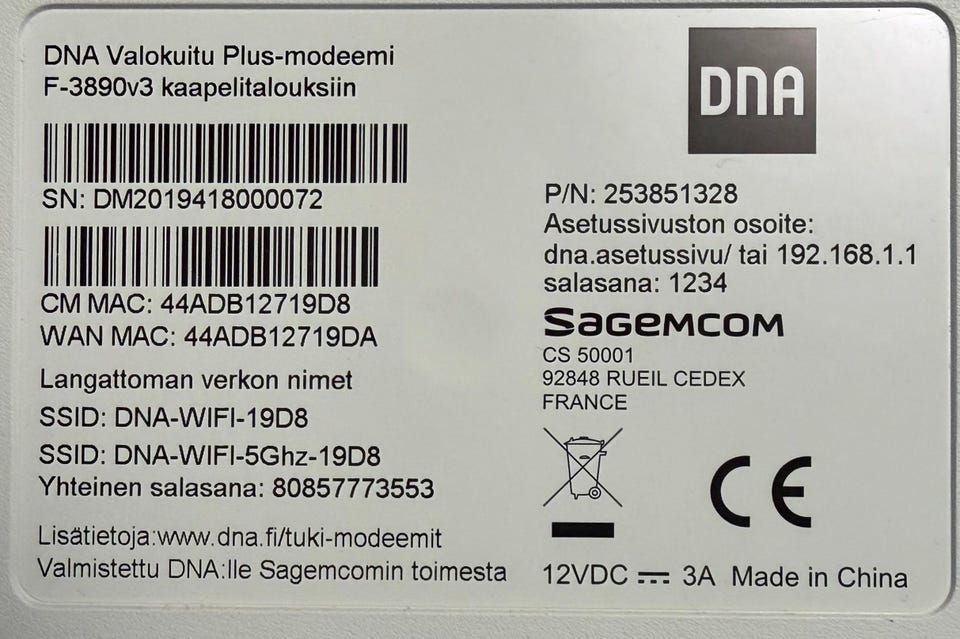 DNA Valokuitu Plus-modeemi
F-3890v3 kaapelitalouksiin
SN: DM2019418000072
CM MAC: 44ADB12719D8
WAN MAC: 44ADB12719DA
Langattoman verkon nimet
SSID: DNA-WIFI-19D8
SSID: DNA-WIFI-5Ghz-19D8
Yhteinen salasana: 80857773553
Lisätietoja:www.dna.fi/tuki-modeemit
Valmistettu DNA:lle Sagemcomin toimesta
DNA
P/N: 253851328
Asetussivuston osoite:
dna.asetussivu/ tai 192.168.1.1
salasana: 1234
SAGEMCOM
CS 50001
92848 RUEIL CEDEX
FRANCE
CE
12VDC ⎓ 3A Made in China